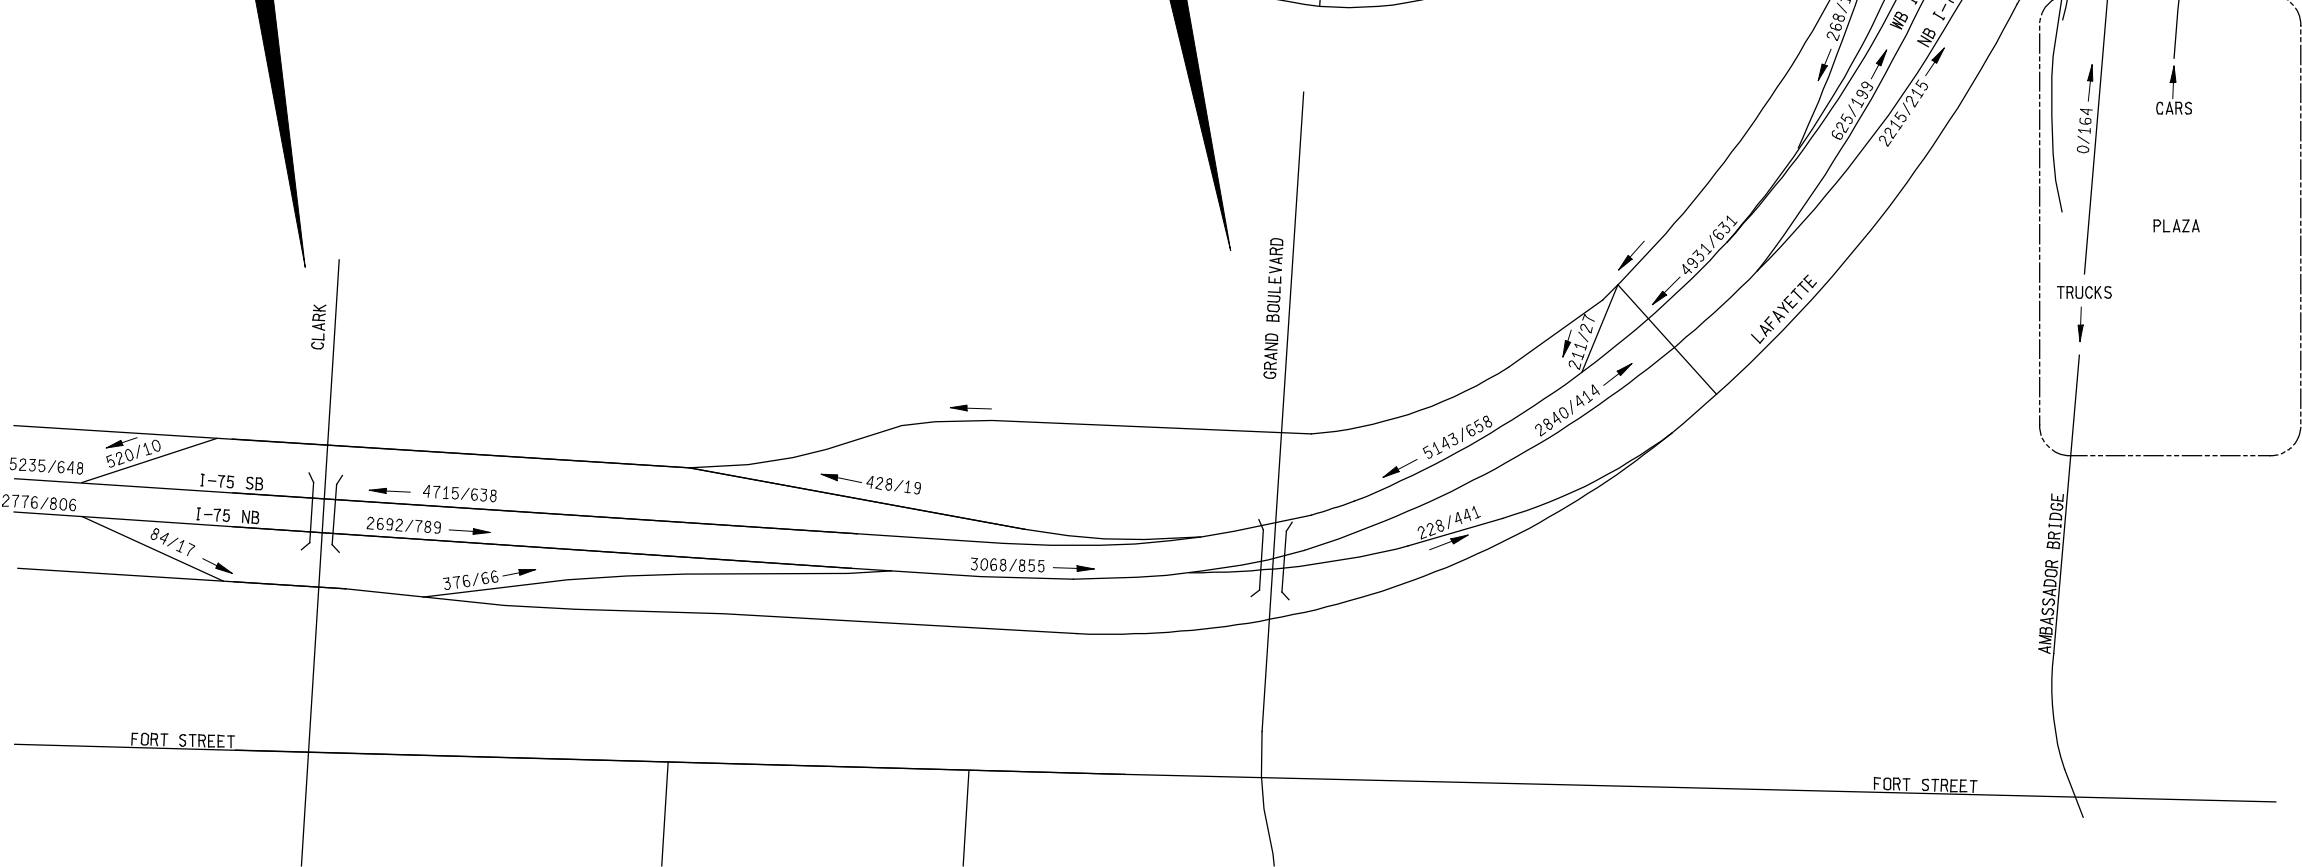 WB
NB I-
625/199
2215/215
0/164
CARS
PLAZA
4931/631
GRAND BOULEVARD
TRUCKS
CLARK
LAFAYETTE
211/27
2840/414
5143/658
520/10
5235/648
I-75 SB
4715/638
428/19
2776/806
I-75 NB
2692/789
228/441
84/17
376/66
3068/855
AMBASSADOR BRIDGE
FORT STREET
FORT STREET